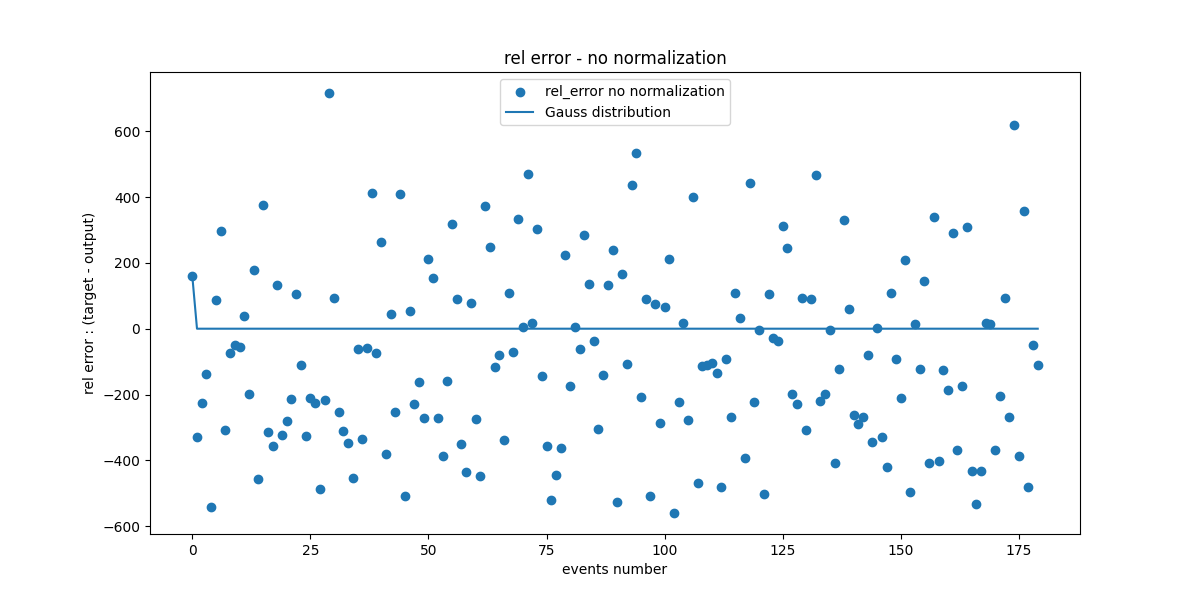 rel error - no normalization
rel_error no normalization
Gauss distribution
rel error : (target - output)
600
400
200
0
−200
−400
−600
0 25 50 75 100 125 150 175
events number